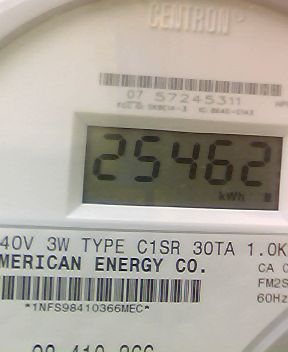 CENTRON
07 57245311
25462
kWh
40V 3W TYPE C1SR 30TA 1.0K
MERICAN ENERGY CO. CA 0
FM2S
60Hz
*1NFS98410366MEC*